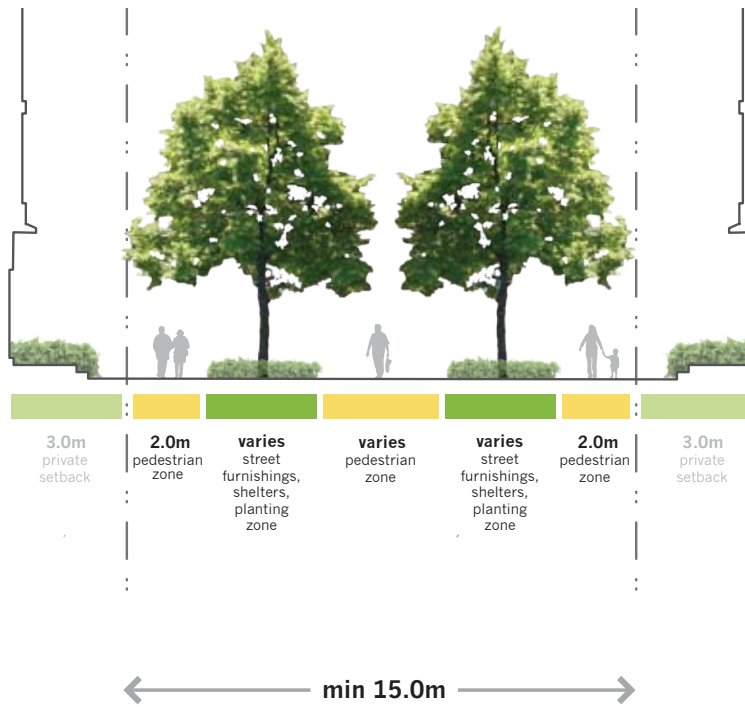 3.0m
private
setback
2.0m
pedestrian
zone
varies
street
furnishings,
shelters,
planting
zone
varies
pedestrian
zone
varies
street
furnishings,
shelters,
planting
zone
2.0m
pedestrian
zone
3.0m
private
setback
min 15.0m